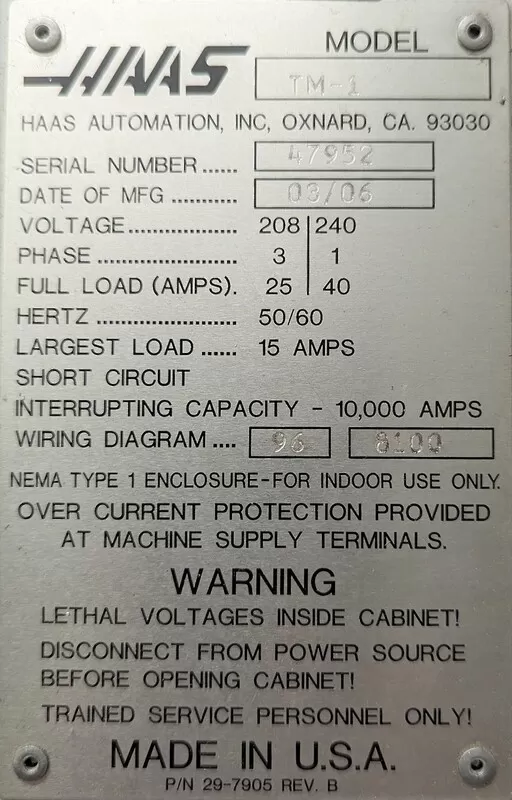 MODEL
HAAS TM-1
HAAS AUTOMATION, INC, OXNARD, CA. 93030
SERIAL NUMBER ...... 47952
DATE OF MFG ........... 03/06
VOLTAGE.................. 208 240
PHASE ....................... 3 1
FULL LOAD (AMPS). 25 40
HERTZ ....................... 50/60
LARGEST LOAD ...... 15 AMPS
SHORT CIRCUIT
INTERRUPTING CAPACITY - 10,000 AMPS
WIRING DIAGRAM .... 96 8100
NEMA TYPE 1 ENCLOSURE-FOR INDOOR USE ONLY.
OVER CURRENT PROTECTION PROVIDED
AT MACHINE SUPPLY TERMINALS.
WARNING
LETHAL VOLTAGES INSIDE CABINET!
DISCONNECT FROM POWER SOURCE
BEFORE OPENING CABINET!
TRAINED SERVICE PERSONNEL ONLY!
MADE IN U.S.A.
P/N 29-7905 REV. B